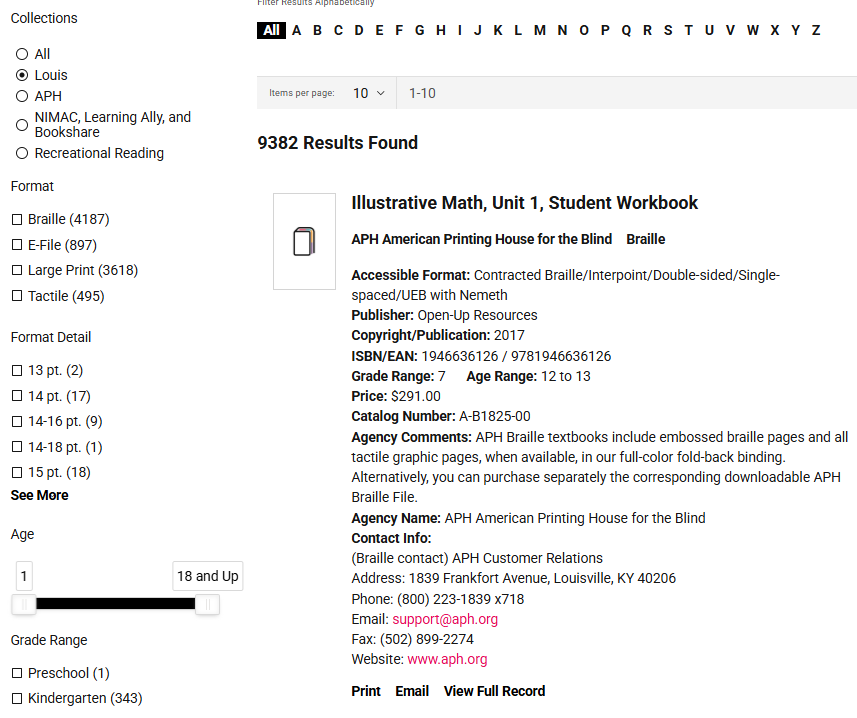 Collections
All
Louis
APH
NIMAC, Learning Ally, and
Bookshare
Recreational Reading
Format
Braille (4187)
E-File (897)
Large Print (3618)
Tactile (495)
Format Detail
13 pt. (2)
14 pt. (17)
14-16 pt. (9)
14-18 pt. (1)
15 pt. (18)
See More
Age
1 18 and Up
Grade Range
Preschool (1)
Kindergarten (343)
Filter Results Alphabetically
All A B C D E F G H I J K L M N O P Q R S T U V W X Y Z
Items per page: 10 1-10
9382 Results Found
Illustrative Math, Unit 1, Student Workbook
APH American Printing House for the Blind Braille
Accessible Format: Contracted Braille/Interpoint/Double-sided/Single-
spaced/UEB with Nemeth
Publisher: Open-Up Resources
Copyright/Publication: 2017
ISBN/EAN: 1946636126 / 9781946636126
Grade Range: 7 Age Range: 12 to 13
Price: $291.00
Catalog Number: A-B1825-00
Agency Comments: APH Braille textbooks include embossed braille pages and all
tactile graphic pages, when available, in our full-color fold-back binding.
Alternatively, you can purchase separately the corresponding downloadable APH
Braille File.
Agency Name: APH American Printing House for the Blind
Contact Info:
(Braille contact) APH Customer Relations
Address: 1839 Frankfort Avenue, Louisville, KY 40206
Phone: (800) 223-1839 x718
Email: support@aph.org
Fax: (502) 899-2274
Website: www.aph.org
Print Email View Full Record